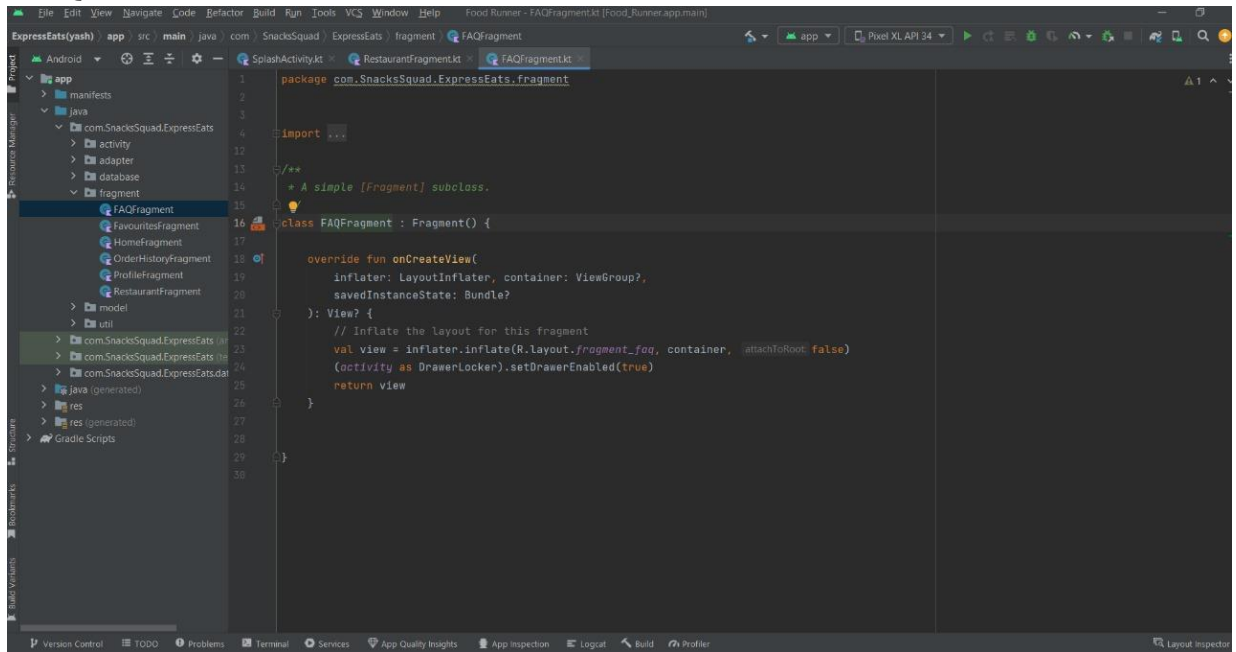 File Edit View Navigate Code Refactor Build Run Tools VCS Window Help Food Runner - FAQFragment.kt [Food_Runner.app.main]
ExpressEats(yash) app src main java com SnacksSquad ExpressEats fragment FAQFragment app Pixel XL API 34
Android SplashActivity.kt RestaurantFragment.kt FAQFragment.kt
Project
Resource Manager
Structure
Bookmarks
Build Variants
app
manifests
java
com.SnacksSquad.ExpressEats
activity
adapter
database
fragment
FAQFragment
FavouritesFragment
HomeFragment
OrderHistoryFragment
ProfileFragment
RestaurantFragment
model
util
com.SnacksSquad.ExpressEats
com.SnacksSquad.ExpressEats
com.SnacksSquad.ExpressEats.dat
java (generated)
res
res (generated)
Gradle Scripts
1 package com.SnacksSquad.ExpressEats.fragment 1
2
3
4 import ...
12
13 /**
14 * A simple [Fragment] subclass.
15
16 class FAQFragment : Fragment() {
17
18 override fun onCreateView(
19 inflater: LayoutInflater, container: ViewGroup?,
20 savedInstanceState: Bundle?
21 ): View? {
22 // Inflate the layout for this fragment
23 val view = inflater.inflate(R.layout.fragment_faq, container, attachToRoot: false)
24 (activity as DrawerLocker).setDrawerEnabled(true)
25 return view
26 }
27
28
29 }
30
Version Control TODO Problems Terminal Services App Quality Insights App Inspection Logcat Build Profiler Layout Inspector